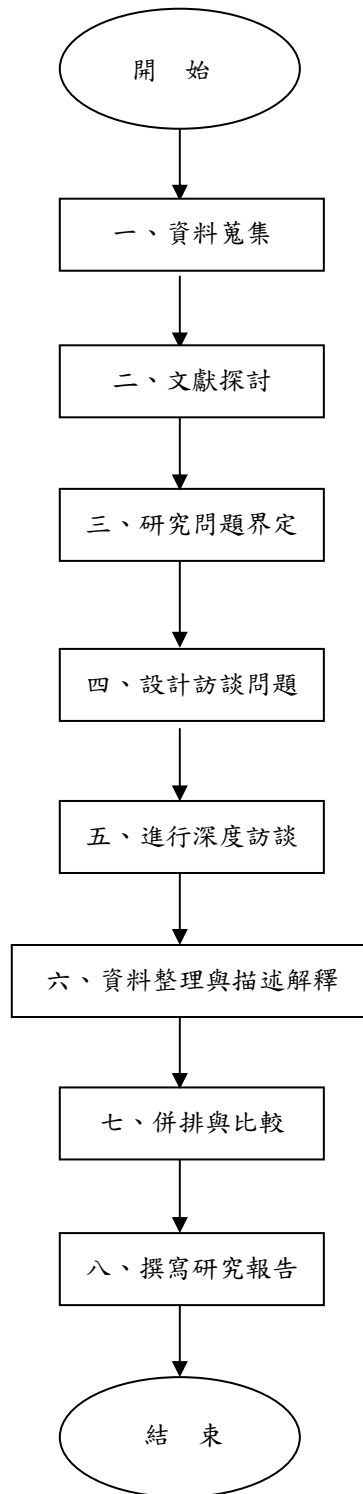 開 始
一、資料蒐集
二、文獻探討
三、研究問題界定
四、設計訪談問題
五、進行深度訪談
六、資料整理與描述解釋
七、併排與比較
八、撰寫研究報告
結 束